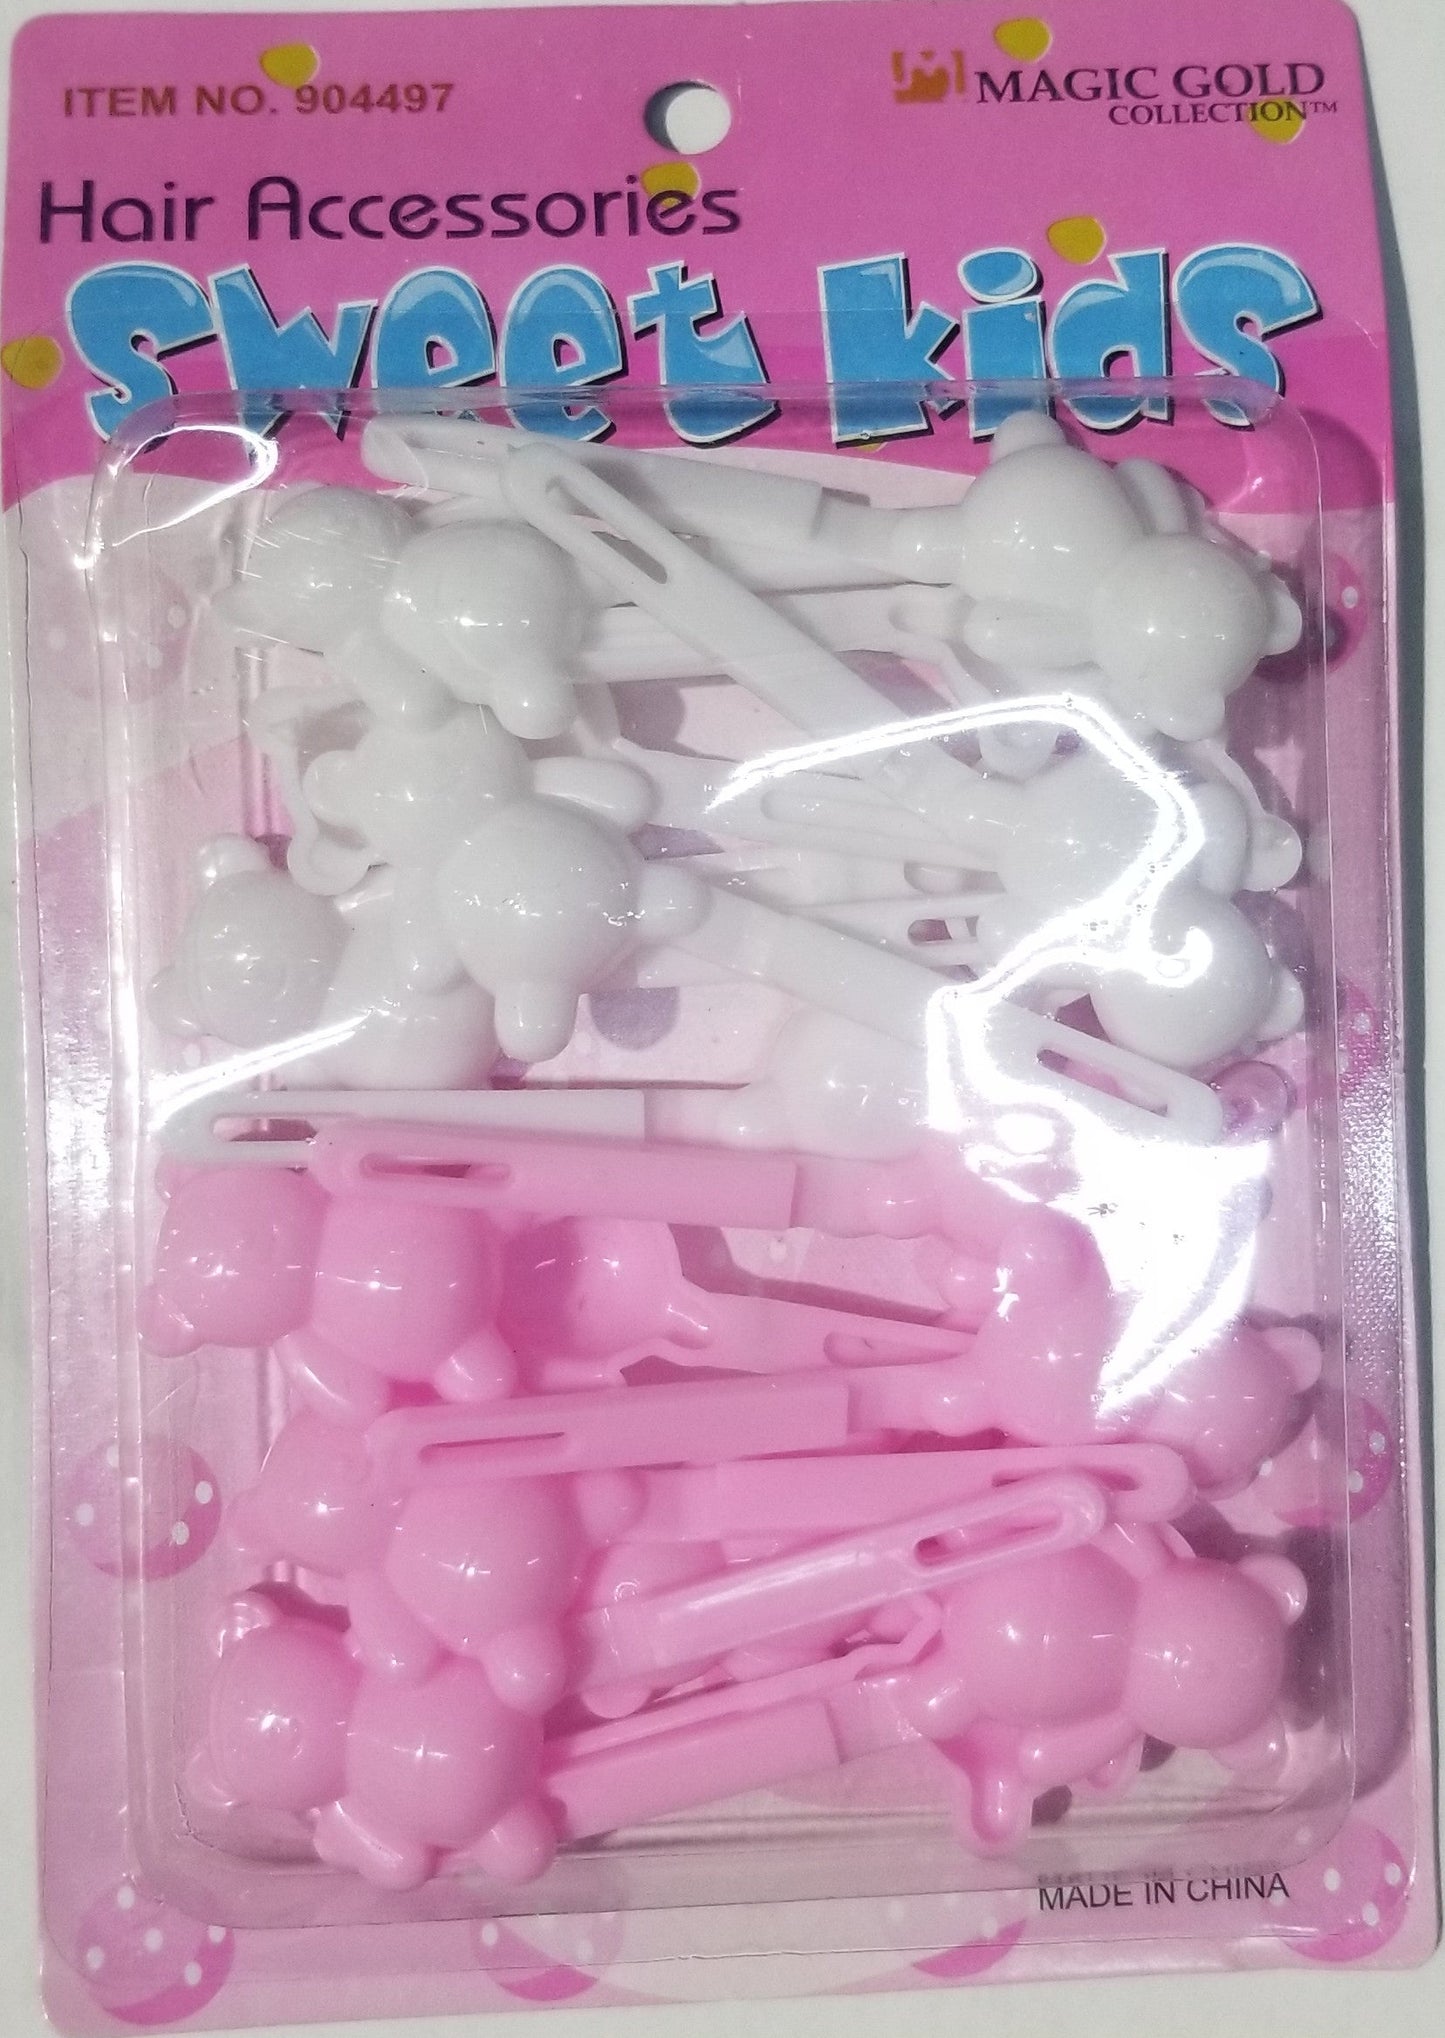 ITEM NO. 904497
MAGIC GOLD
COLLECTION™
Hair Accessories
Sweet Kids
MADE IN CHINA